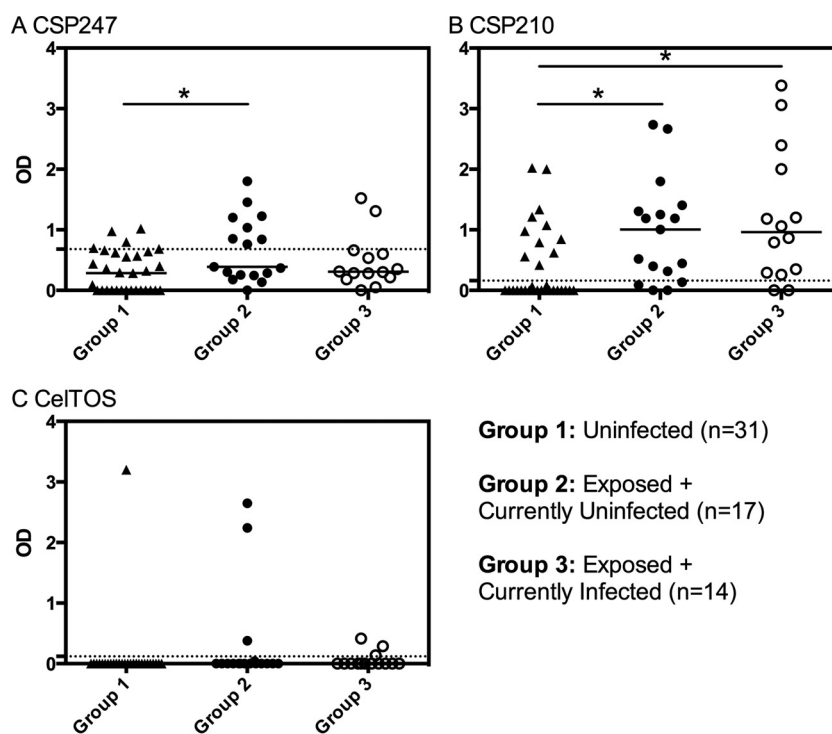 A CSP247
4
3
2
1
0
OD
*
Group 1
Group 2
Group 3
B CSP210
4
3
2
1
0
*
*
Group 1
Group 2
Group 3
C CelTOS
4
3
2
1
0
OD
Group 1
Group 2
Group 3
Group 1: Uninfected (n=31)
Group 2: Exposed +
Currently Uninfected (n=17)
Group 3: Exposed +
Currently Infected (n=14)